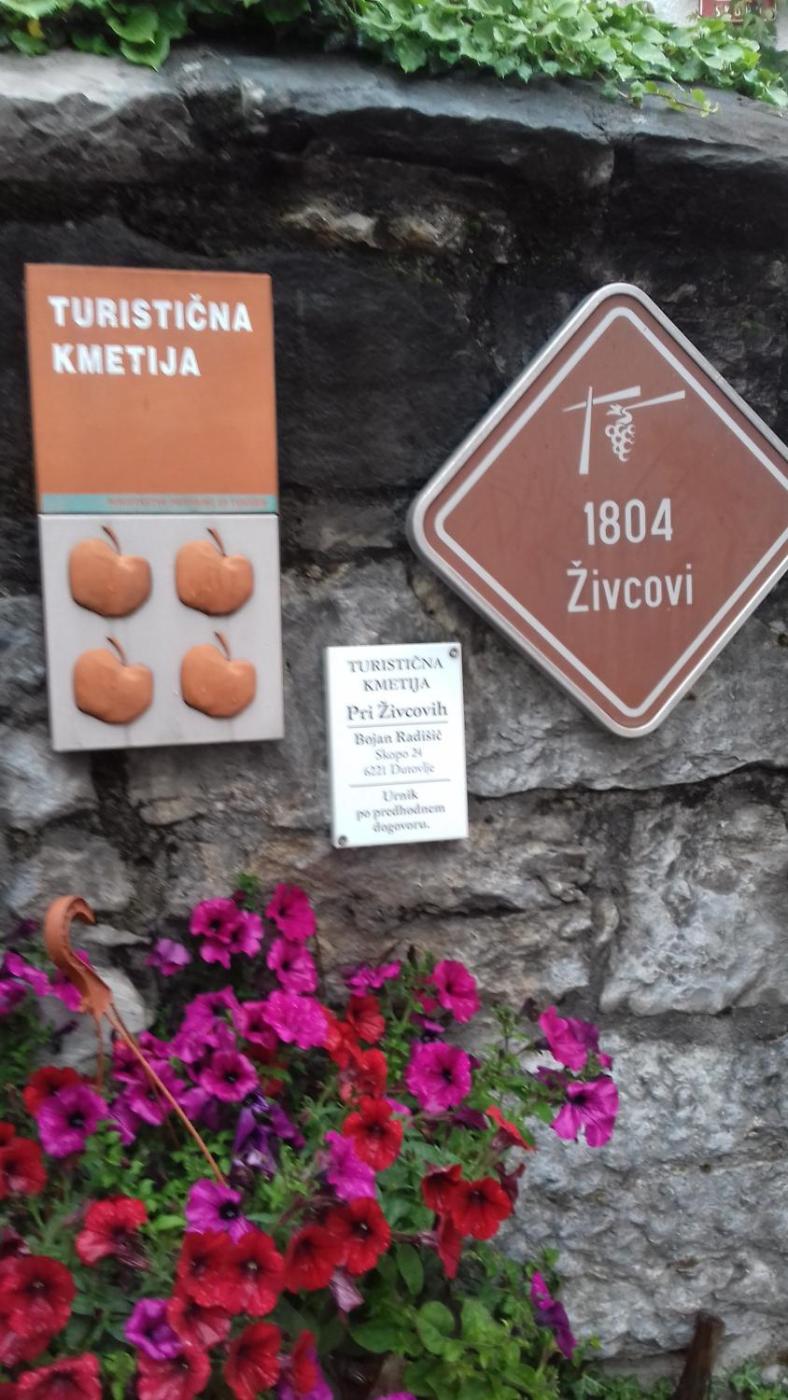 TURISTIČNA
KMETIJA
1804
Živcovi
TURISTIČNA
KMETIJA
Pri Živcovih
Bojan Radišič
Skopo 24
6221 Dutovlje
Urnik
po predhodnem
dogovoru.